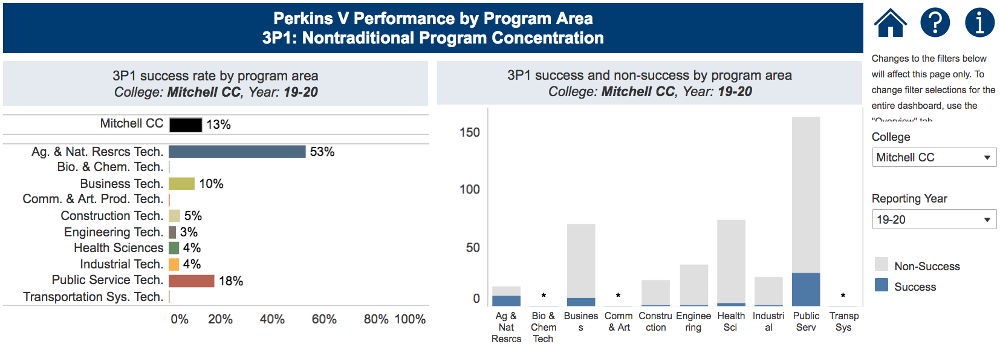 Perkins V Performance by Program Area
3P1: Nontraditional Program Concentration
Changes to the filters below
will affect this page only. To
change filter selections for the
entire dashboard, use the
"Overview" tab
College
Mitchell CC
Reporting Year
19-20
Non-Success
Success
3P1 success rate by program area
College: Mitchell CC, Year: 19-20
Mitchell CC 13%
Ag. & Nat. Resrcs Tech. 53%
Bio. & Chem. Tech.
Business Tech. 10%
Comm. & Art. Prod. Tech.
Construction Tech. 5%
Engineering Tech. 3%
Health Sciences 4%
Industrial Tech. 4%
Public Service Tech. 18%
Transportation Sys. Tech.
0% 20% 40% 60% 80% 100%
3P1 success and non-success by program area
College: Mitchell CC, Year: 19-20
150
100
50
0
* * *
Ag &
Nat
Resrcs
Bio &
Chem
Tech
Busines
s
Comm
& Art
Constru
ction
Enginee
ring
Health
Sci
Industri
al
Public
Serv
Transp
Sys